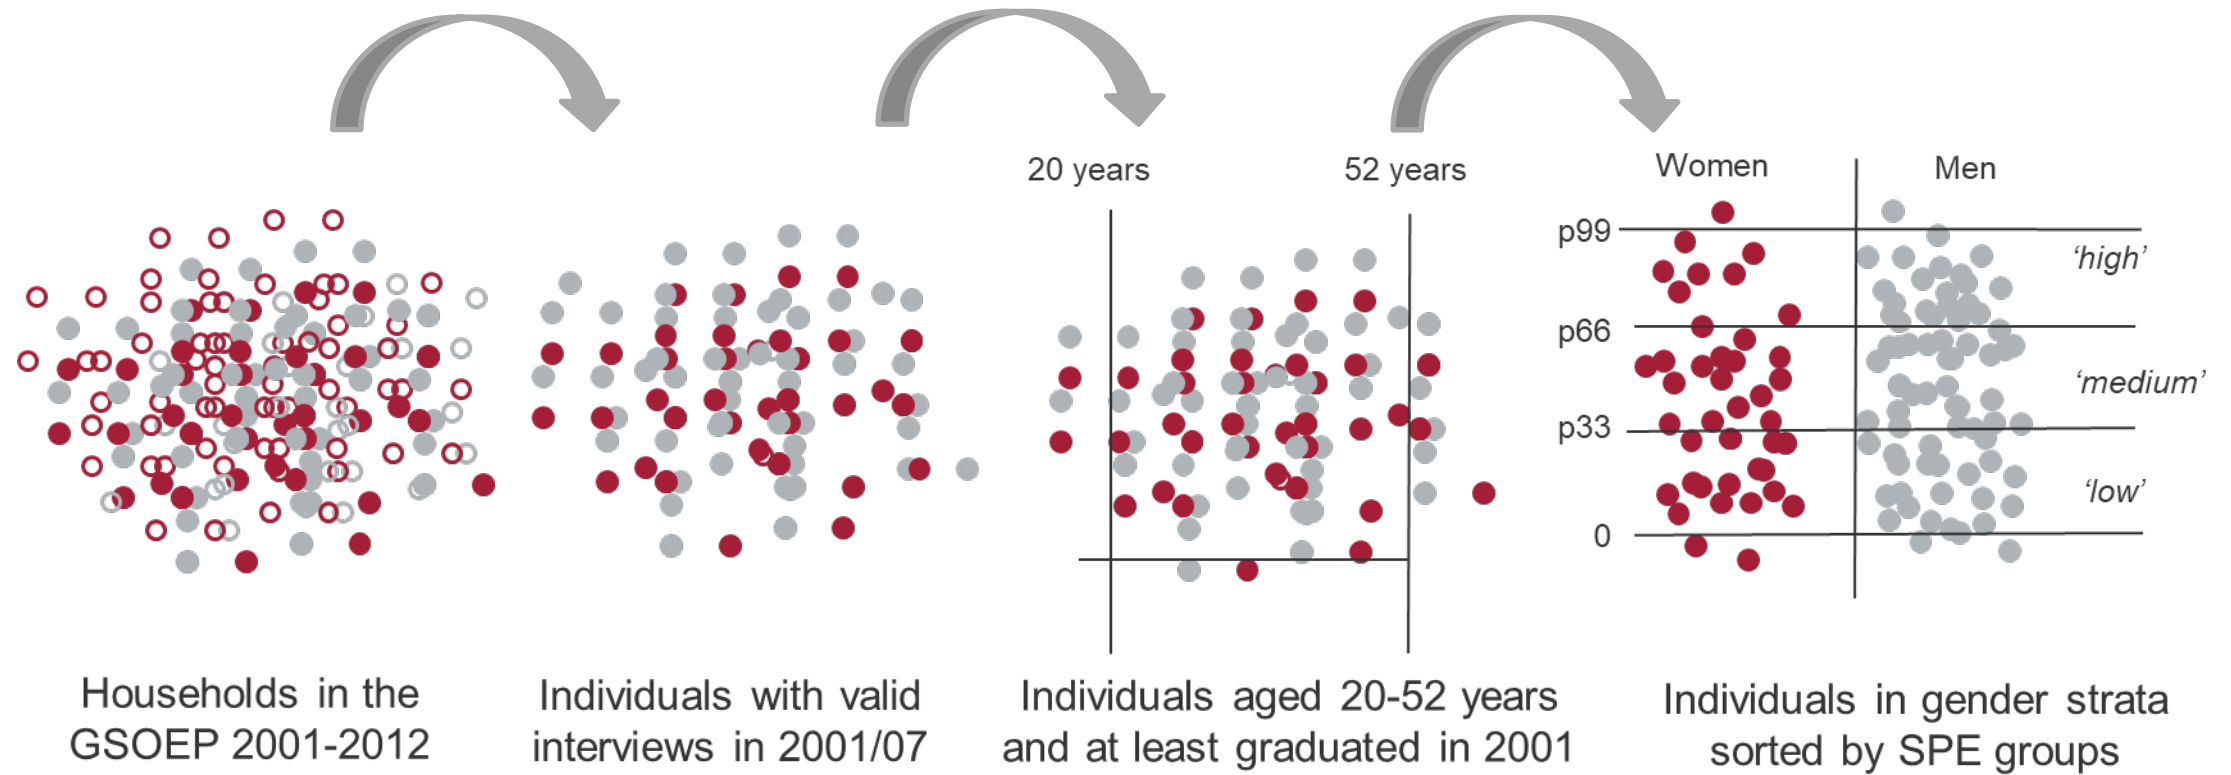 20 years
52 years
Women
Men
p99
'high'
p66
'medium'
p33
'low'
0
Households in the
GSOEP 2001-2012
Individuals with valid
interviews in 2001/07
Individuals aged 20-52 years
and at least graduated in 2001
Individuals in gender strata
sorted by SPE groups